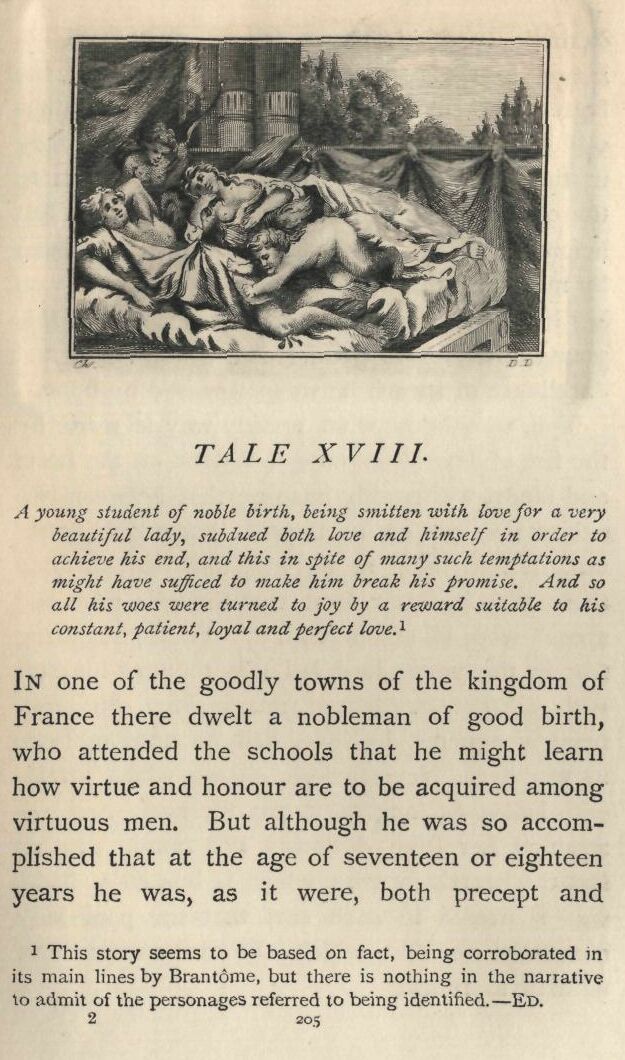 Ch.
D. D
TALE XVIII.
A young student of noble birth, being smitten with love for a very
beautiful lady, subdued both love and himself in order to
achieve his end, and this in spite of many such temptations as
might have sufficed to make him break his promise. And so
all his woes were turned to joy by a reward suitable to his
constant, patient, loyal and perfect love.¹
IN one of the goodly towns of the kingdom of
France there dwelt a nobleman of good birth,
who attended the schools that he might learn
how virtue and honour are to be acquired among
virtuous men. But although he was so accom-
plished that at the age of seventeen or eighteen
years he was, as it were, both precept and
¹ This story seems to be based on fact, being corroborated in
its main lines by Brantôme, but there is nothing in the narrative
to admit of the personages referred to being identified.—ED.
2 205